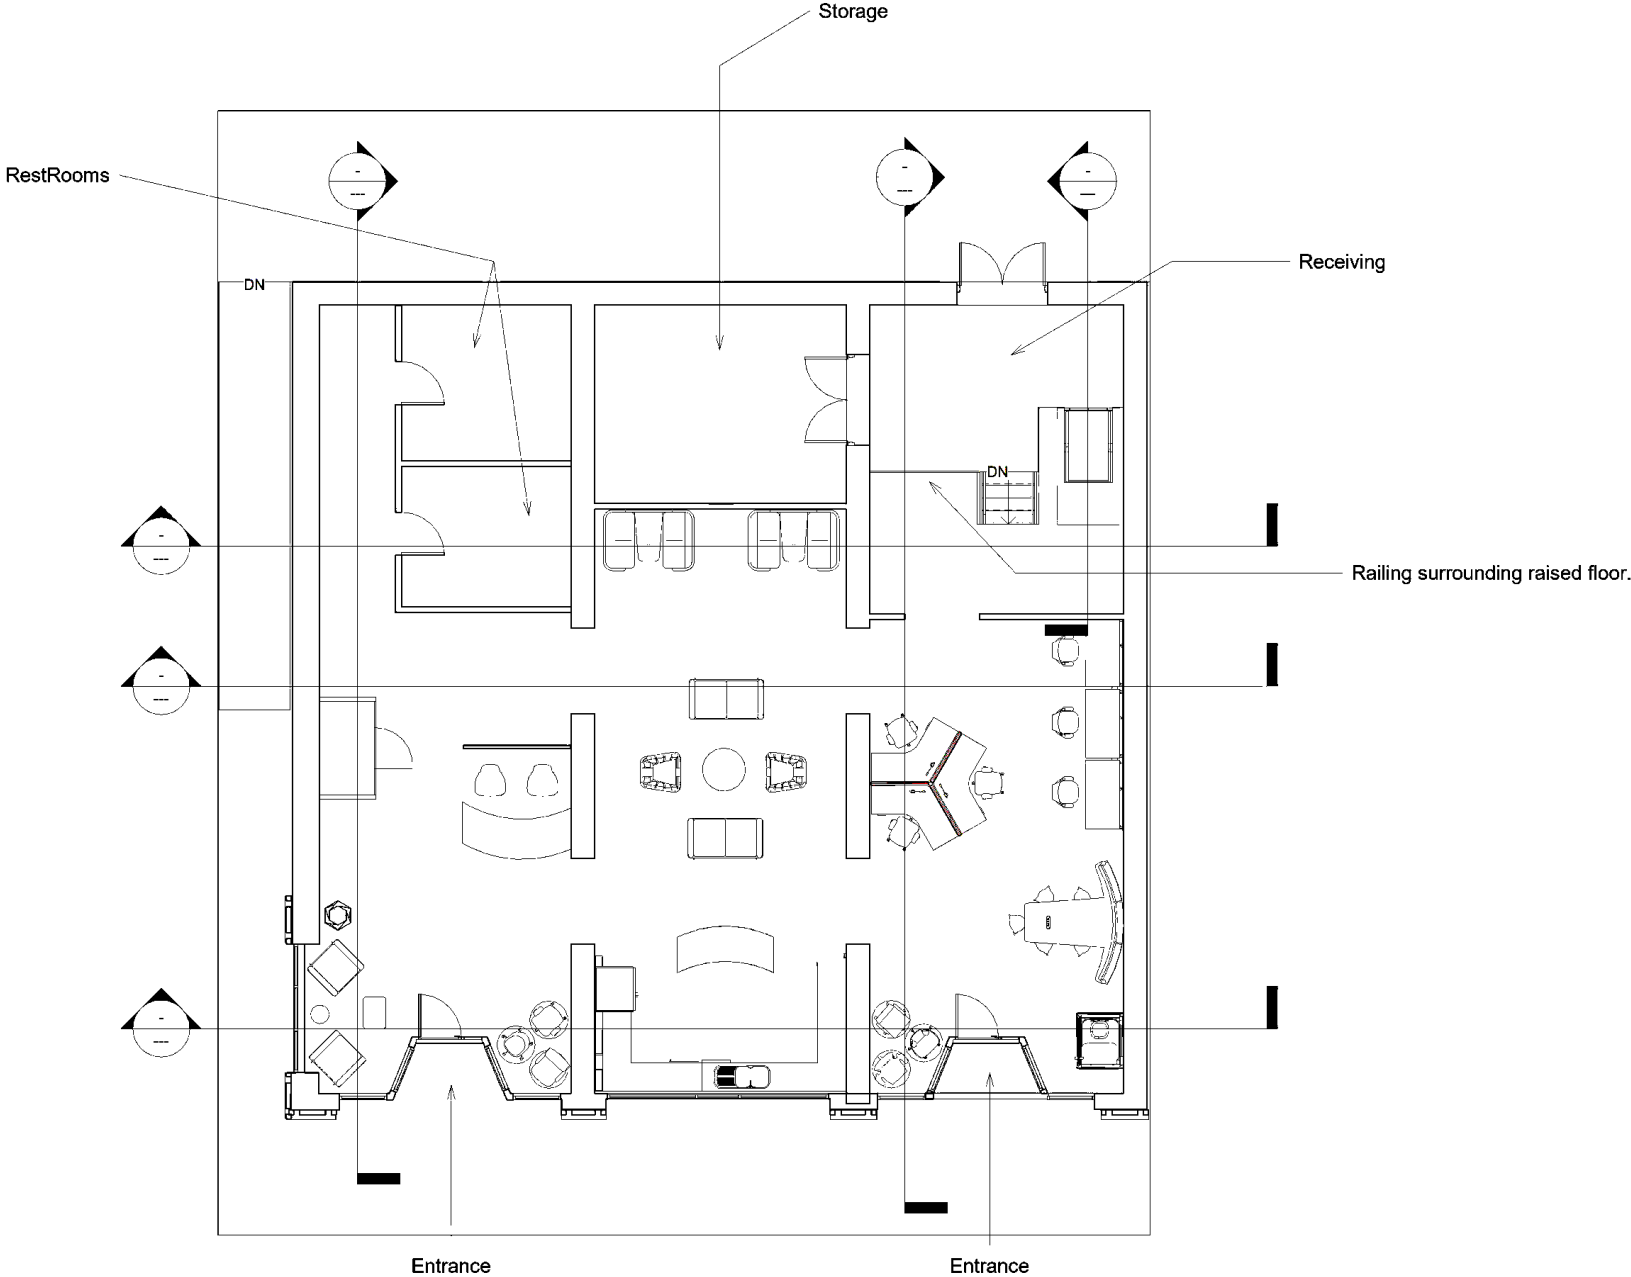 Storage
RestRooms
Receiving
DN
DN
Railing surrounding raised floor.
Entrance
Entrance